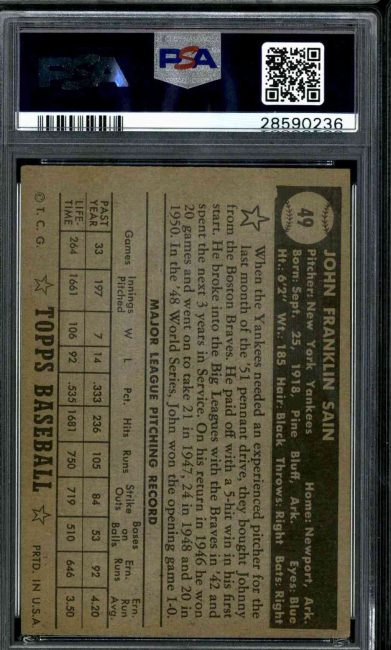 PSA
PSA
28590236
49
JOHN FRANKLIN SAIN
Pitcher: New York Yankees Home: Newport, Ark.
Born: Sept. 25, 1918, Pine Bluff, Ark. Eyes: Blue
Ht.: 6'2" Wt.: 185 Hair: Black Throws: Right Bats: Right
When the Yankees needed an experienced pitcher for the
last month of the '51 pennant drive, they bought Johnny
from the Boston Braves. He paid off with a 5-hit win in his first
start. He broke into the Big Leagues with the Braves in '42 and
spent the next 3 years in Service. On his return in 1946 he won
20 games and went on to take 21 in 1947, 24 in 1948 and 20 in
1950. In the '48 World Series, John won the opening game 1-0.
MAJOR LEAGUE PITCHING RECORD
Games Innings Pitched W L Pct. Hits Runs Strike Outs Bases on Balls Ern. Runs Ern. Run Avg.
PAST YEAR 33 197 7 14 .333 236 105 84 53 92 4.20
LIFE-TIME 264 1661 106 92 .535 1681 750 719 510 646 3.50
© T. C. G. TOPPS BASEBALL PRTD. IN U.S.A.